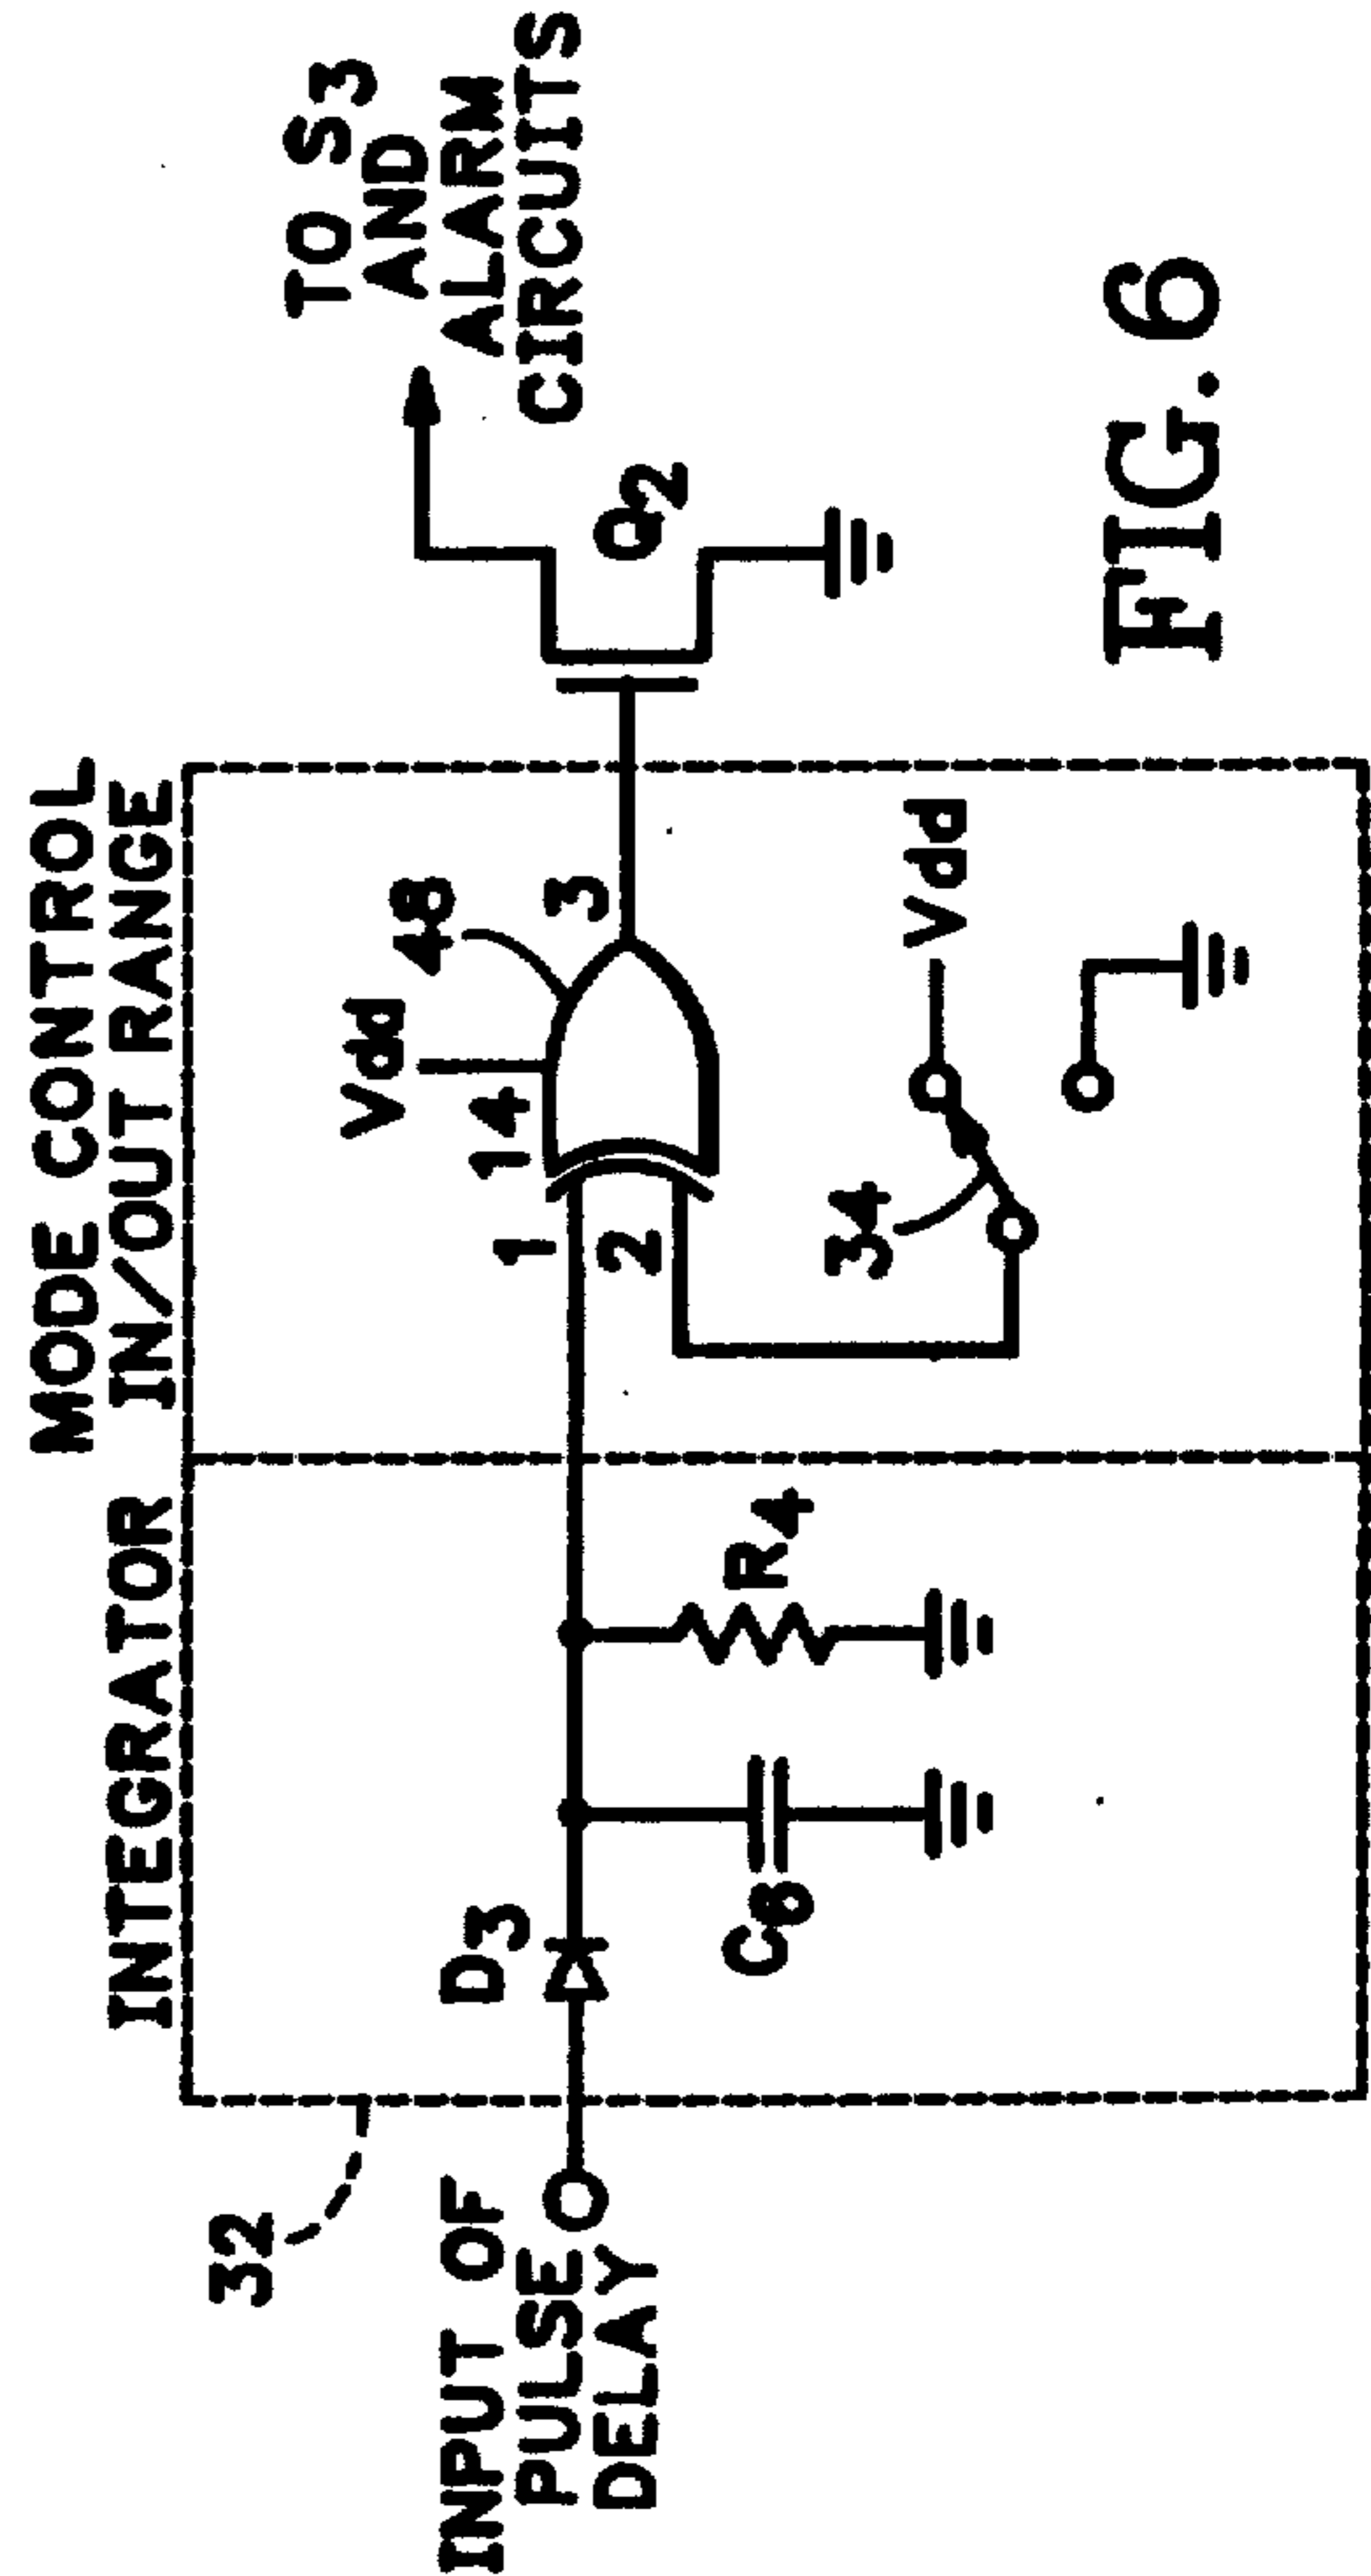 MODE CONTROL
IN/OUT RANGE
INTEGRATOR
32
INPUT OF
PULSE
DELAY
D3
C8
R4
1
2
14
Vdd
48
3
34
Vdd
Q2
TO S3
AND
ALARM
CIRCUITS
FIG. 6